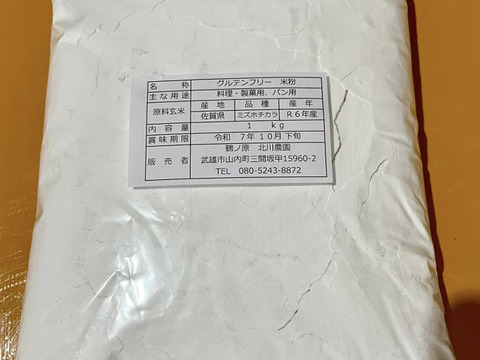 名　　称 グルテンフリー　米粉
主な用途 料理・製菓用、パン用
原料玄米 産　地 品　種 産　年
佐賀県 ミズホチカラ R６年産
内 容 量 １　ｋｇ
賞味期限 令和　７年１０月下旬
販 売 者 鶴ノ原　北川農園
武雄市山内町三間坂甲15960-2
TEL　080-5243-8872